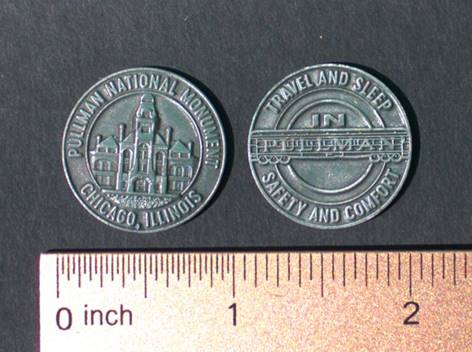 PULLMAN NATIONAL MONUMENT
CHICAGO, ILLINOIS
TRAVEL AND SLEEP
IN
PULLMAN
SAFETY AND COMFORT
0 inch 1 2